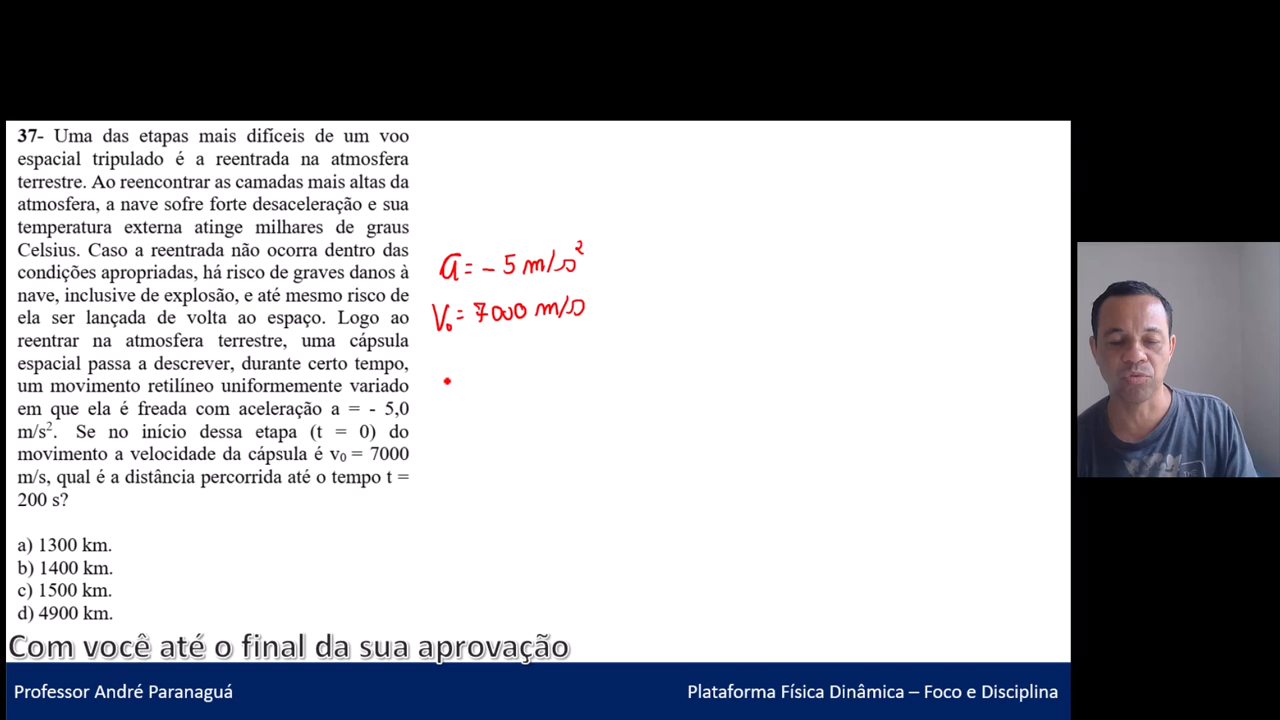 37- Uma das etapas mais difíceis de um voo
espacial tripulado é a reentrada na atmosfera
terrestre. Ao reencontrar as camadas mais altas da
atmosfera, a nave sofre forte desaceleração e sua
temperatura externa atinge milhares de graus
Celsius. Caso a reentrada não ocorra dentro das
condições apropriadas, há risco de graves danos à
nave, inclusive de explosão, e até mesmo risco de
ela ser lançada de volta ao espaço. Logo ao
reentrar na atmosfera terrestre, uma cápsula
espacial passa a descrever, durante certo tempo,
um movimento retilíneo uniformemente variado
em que ela é freada com aceleração a = - 5,0
m/s². Se no início dessa etapa (t = 0) do
movimento a velocidade da cápsula é v₀ = 7000
m/s, qual é a distância percorrida até o tempo t =
200 s?
a) 1300 km.
b) 1400 km.
c) 1500 km.
d) 4900 km.
a = - 5 m/s²
V₀ = 7000 m/s
Com você até o final da sua aprovação
Professor André Paranaguá
Plataforma Física Dinâmica – Foco e Disciplina